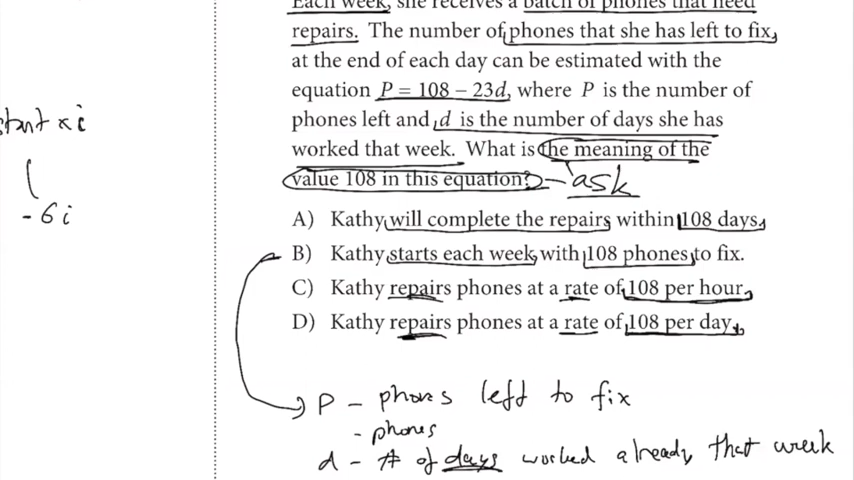 Each week, she receives a batch of phones that need
repairs. The number of phones that she has left to fix
at the end of each day can be estimated with the
equation P = 108 − 23d, where P is the number of
phones left and d is the number of days she has
worked that week. What is the meaning of the
value 108 in this equation? - ask
A) Kathy will complete the repairs within 108 days.
B) Kathy starts each week with 108 phones to fix.
C) Kathy repairs phones at a rate of 108 per hour.
D) Kathy repairs phones at a rate of 108 per day.
x i
- 6i
P - phones left to fix
- phones
d - # of days worked already that week